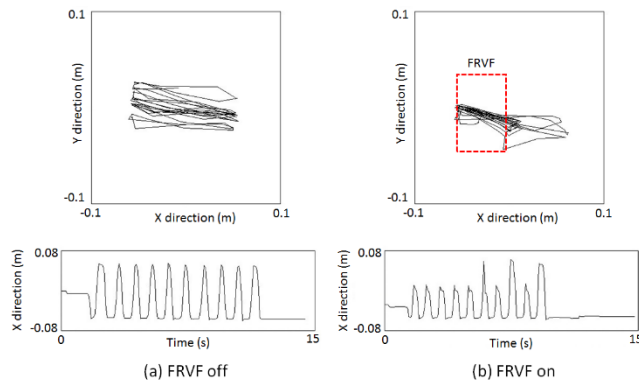 0.1
Y direction (m)
-0.1
-0.1
X direction (m)
0.1
0.1
FRVF
Y direction (m)
-0.1
-0.1
X direction (m)
0.1
0.08
X direction (m)
-0.08
0
Time (s)
15
0.08
X direction (m)
-0.08
0
Time (s)
15
(a) FRVF off
(b) FRVF on